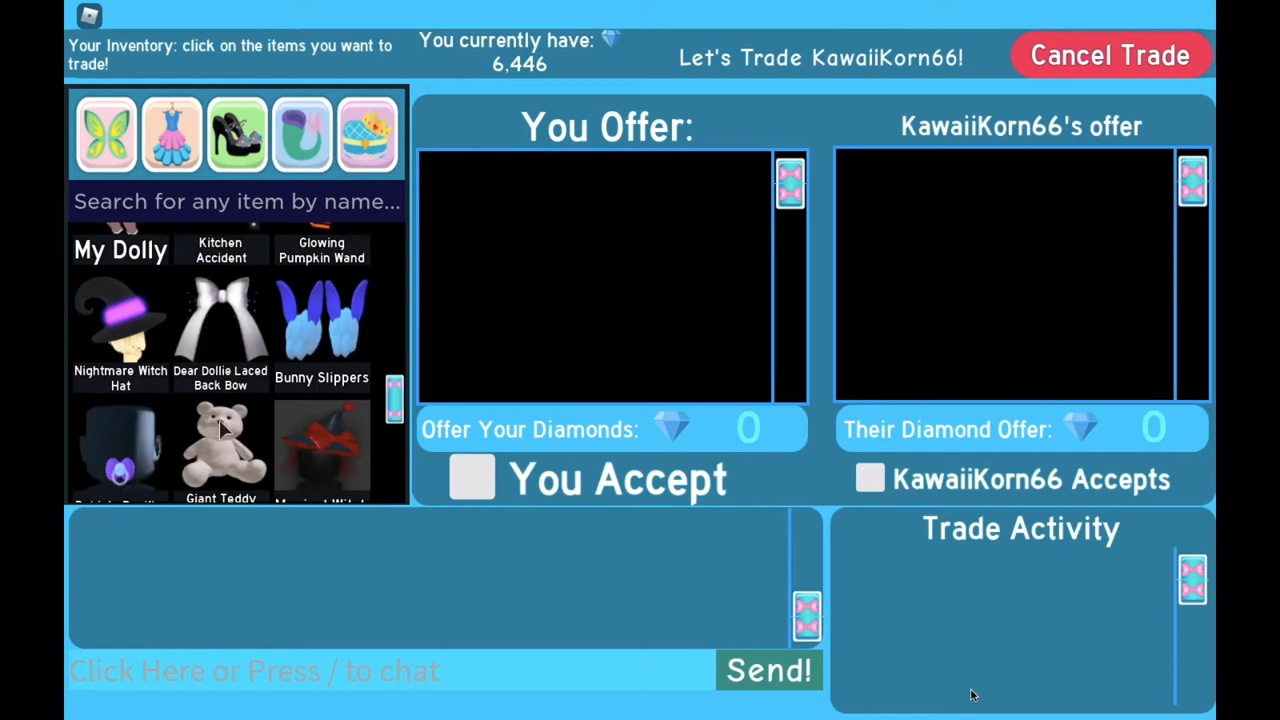 Your Inventory: click on the items you want to
trade!
You currently have:
6,446
Let's Trade KawaiiKorn66!
Cancel Trade
Search for any item by name...
My Dolly
Kitchen
Accident
Glowing
Pumpkin Wand
Nightmare Witch
Hat
Dear Dollie Laced
Back Bow
Bunny Slippers
Giant Teddy
You Offer:
KawaiiKorn66's offer
Offer Your Diamonds:
0
Their Diamond Offer:
0
You Accept
KawaiiKorn66 Accepts
Trade Activity
Click Here or Press / to chat
Send!